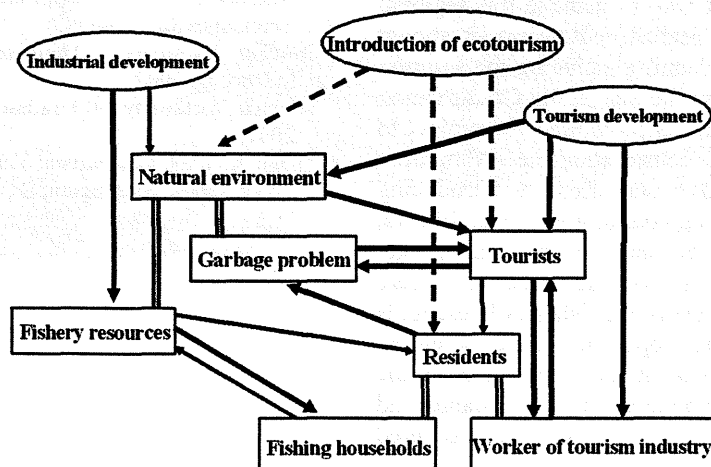 Introduction of ecotourism
Industrial development
Tourism development
Natural environment
Garbage problem
Tourists
Fishery resources
Residents
Fishing households
Worker of tourism industry